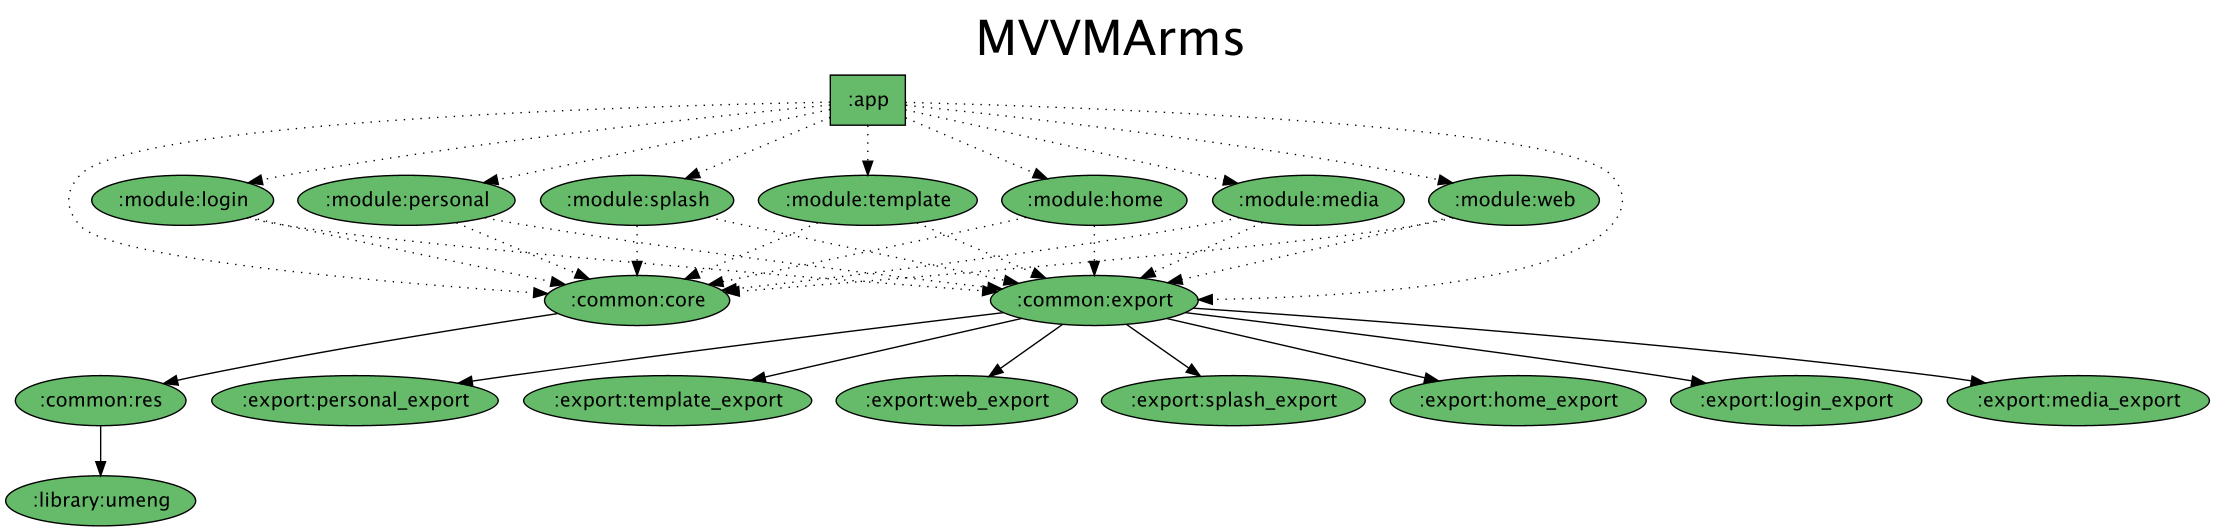 MVVMArms
:app
:module:login
:module:personal
:module:splash
:module:template
:module:home
:module:media
:module:web
:common:core
:common:export
:common:res
:export:personal_export
:export:template_export
:export:web_export
:export:splash_export
:export:home_export
:export:login_export
:export:media_export
:library:umeng